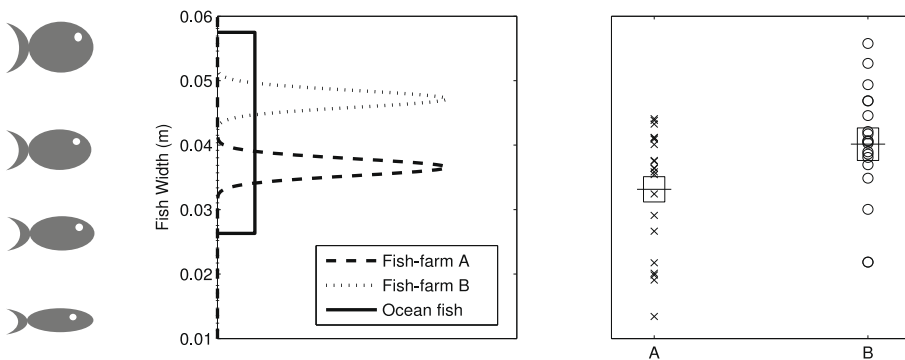 0.06
0.05
0.04
0.03
0.02
0.01
Fish Width (m)
Fish-farm A
Fish-farm B
Ocean fish
A
B